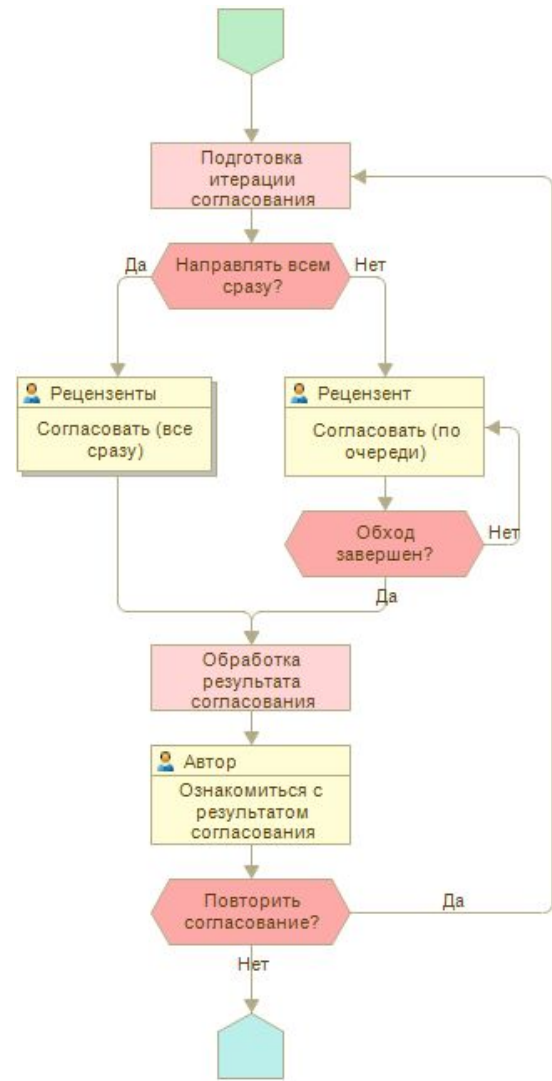 Подготовка
итерации
согласования
Да
Направлять всем
сразу?
Нет
Рецензенты
Согласовать (все
сразу)
Рецензент
Согласовать (по
очереди)
Обход
завершен?
Нет
Да
Обработка
результата
согласования
Автор
Ознакомиться с
результатом
согласования
Повторить
согласование?
Да
Нет